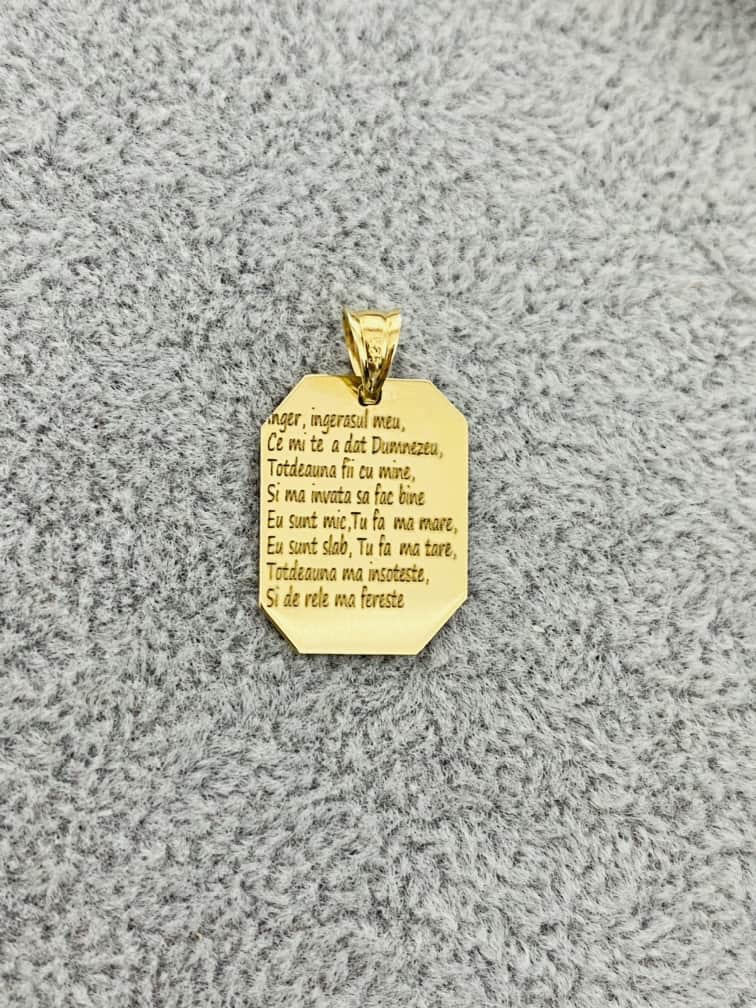 Inger, ingerasul meu,
Ce mi te a dat Dumnezeu,
Totdeauna fii cu mine,
Si ma invata sa fac bine
Eu sunt mic,Tu fa ma mare,
Eu sunt slab, Tu fa ma tare,
Totdeauna ma insoteste,
Si de rele ma fereste